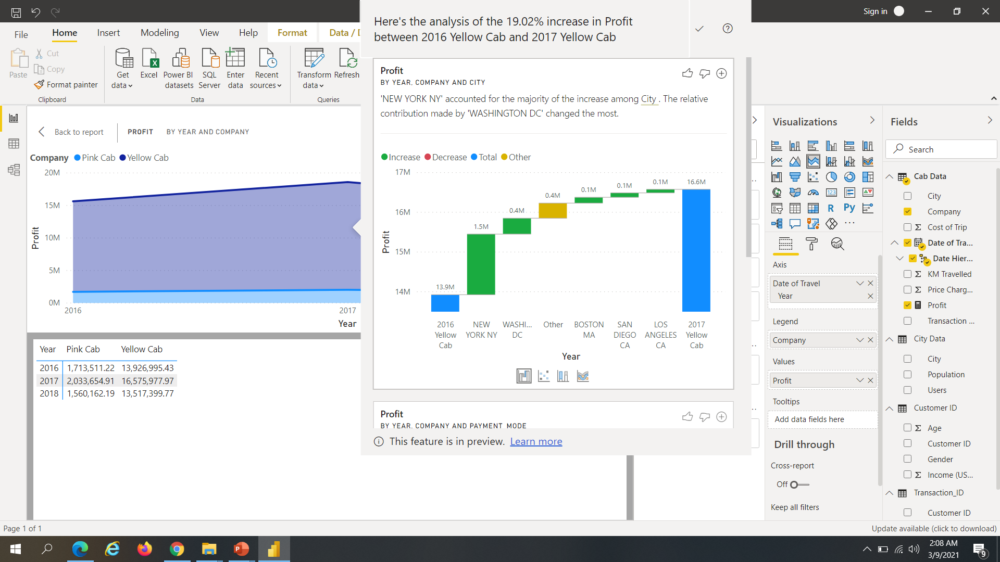 Sign in
File
Home
Insert
Modeling
View
Help
Format
Data / D
Paste
Cut
Copy
Format painter
Clipboard
Get data
Excel
Power BI datasets
SQL Server
Enter data
Recent sources
Data
Transform data
Refresh
Queries
Back to report
PROFIT
BY YEAR AND COMPANY
Company Pink Cab Yellow Cab
20M
15M
10M
5M
0M
Profit
2016
2017
Year
Year Pink Cab Yellow Cab
2016 1,713,511.22 13,926,995.43
2017 2,033,654.91 16,575,977.97
2018 1,560,162.19 13,517,399.77
Here's the analysis of the 19.02% increase in Profit
between 2016 Yellow Cab and 2017 Yellow Cab
Profit
BY YEAR, COMPANY AND CITY
'NEW YORK NY' accounted for the majority of the increase among City . The relative
contribution made by 'WASHINGTON DC' changed the most.
Increase Decrease Total Other
17M
16M
15M
14M
Profit
13.9M
1.5M
0.4M
0.4M
0.1M
0.1M
0.1M
16.6M
2016 Yellow Cab
NEW YORK NY
WASHI... DC
Other
BOSTON MA
SAN DIEGO CA
LOS ANGELES CA
2017 Yellow Cab
Year
Profit
BY YEAR, COMPANY AND PAYMENT_MODE
This feature is in preview. Learn more
Visualizations
123
R
Py
Axis
Date of Travel
Year
Legend
Company
Values
Profit
Tooltips
Add data fields here
Drill through
Cross-report
Off
Keep all filters
Fields
Search
Cab Data
City
Company
Σ Cost of Trip
Date of Tra...
Date Hier...
Σ KM Travelled
Σ Price Charg...
Profit
Transaction ...
City Data
City
Population
Users
Customer ID
Σ Age
Customer ID
Gender
Σ Income (US...
Transaction_ID
Customer ID
Page 1 of 1
Update available (click to download)
2:08 AM
3/9/2021
9